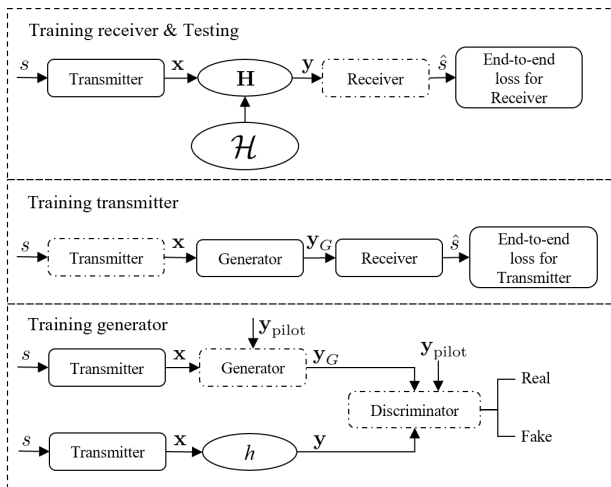 Training receiver & Testing
s
Transmitter
x
H
y
Receiver
ŝ
End-to-end
loss for
Receiver
ℋ
Training transmitter
s
Transmitter
x
Generator
y_G
Receiver
ŝ
End-to-end
loss for
Transmitter
Training generator
y_pilot
s
Transmitter
x
Generator
y_G
y_pilot
Real
Discriminator
Fake
s
Transmitter
x
h
y